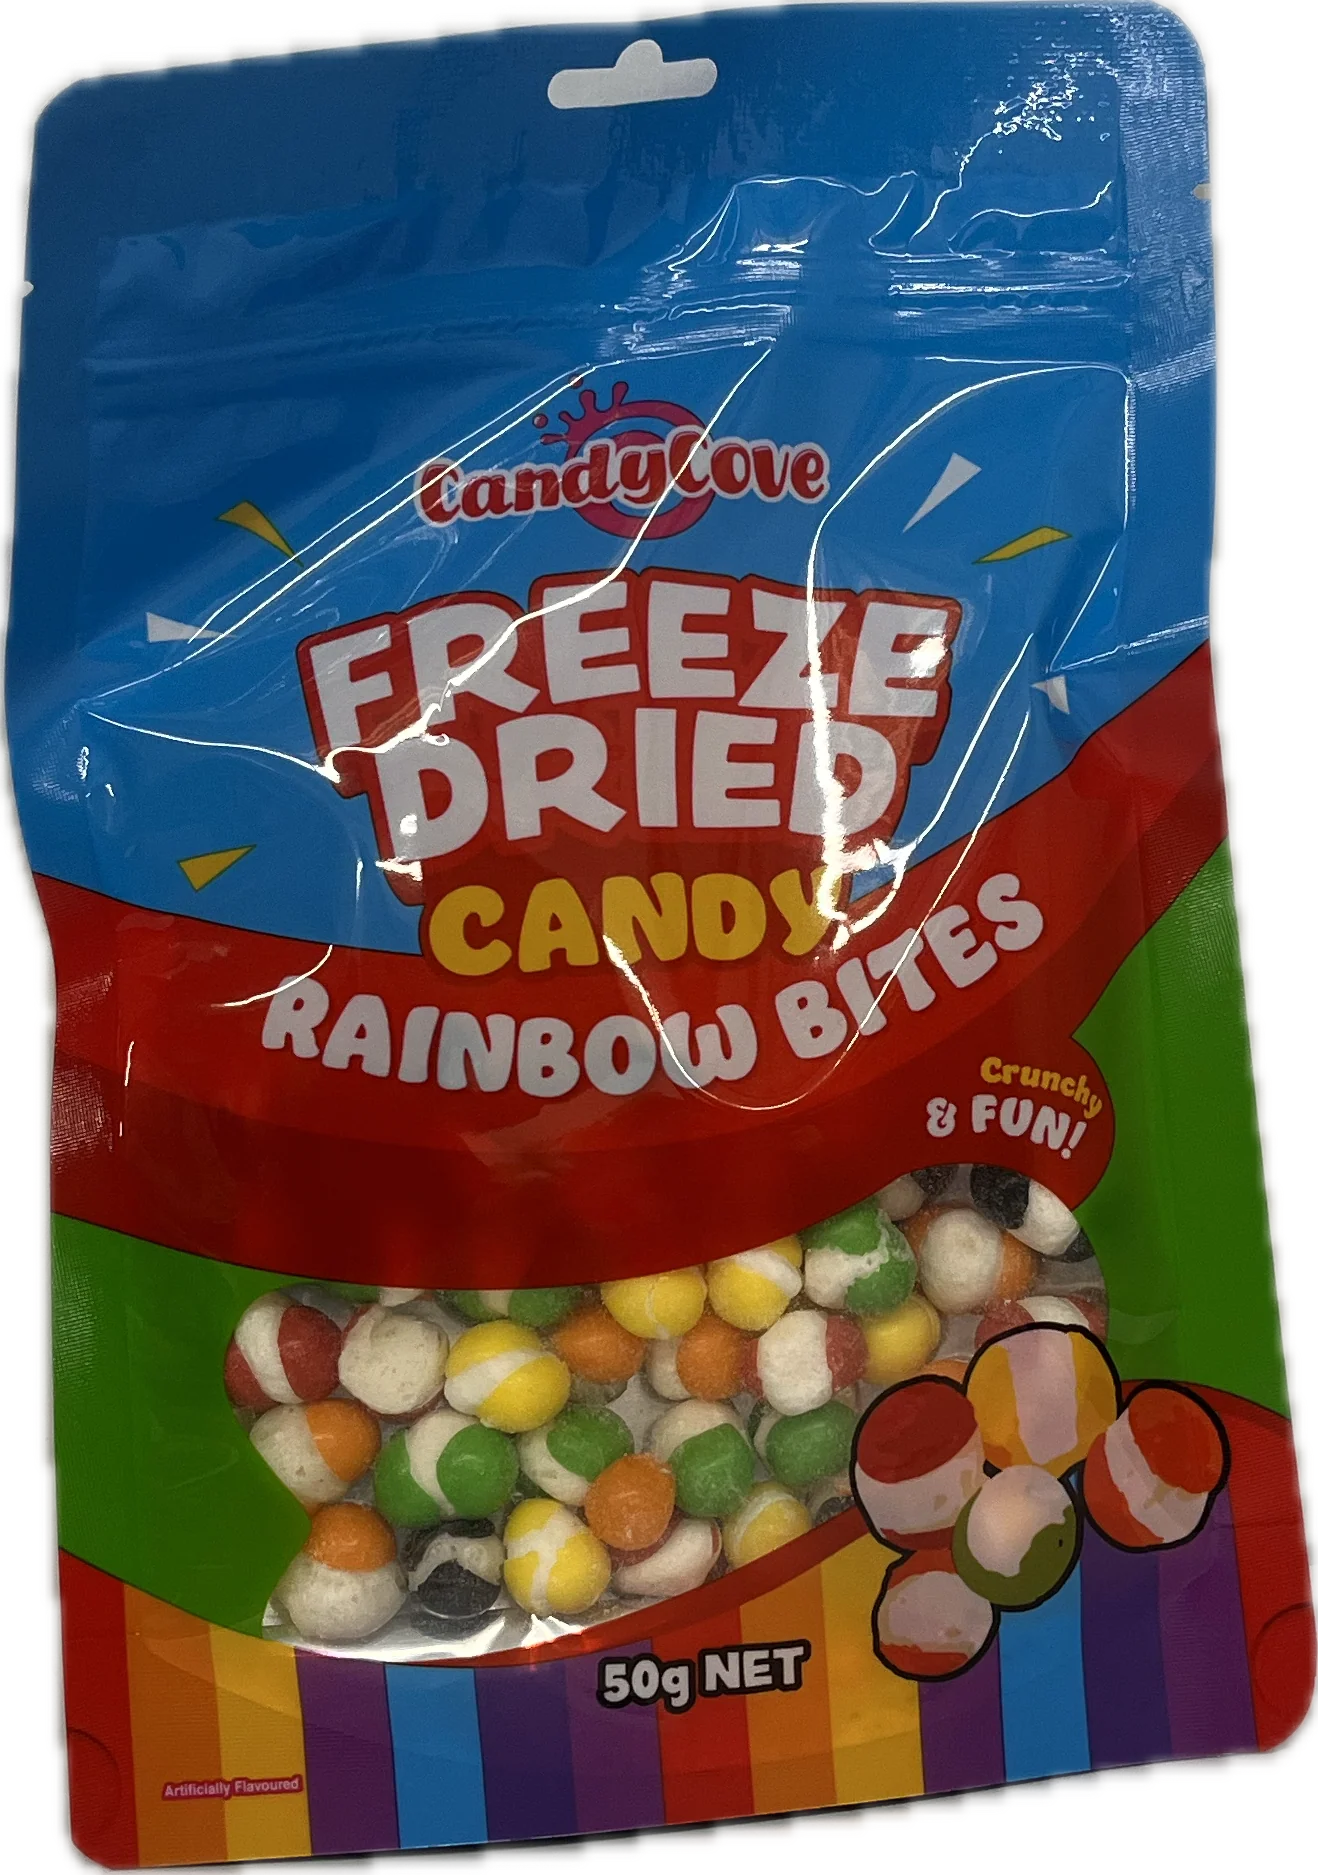 CandyCove
FREEZE
DRIED
CANDY
RAINBOW BITES
Crunchy
& FUN!
50g NET
Artificially Flavoured